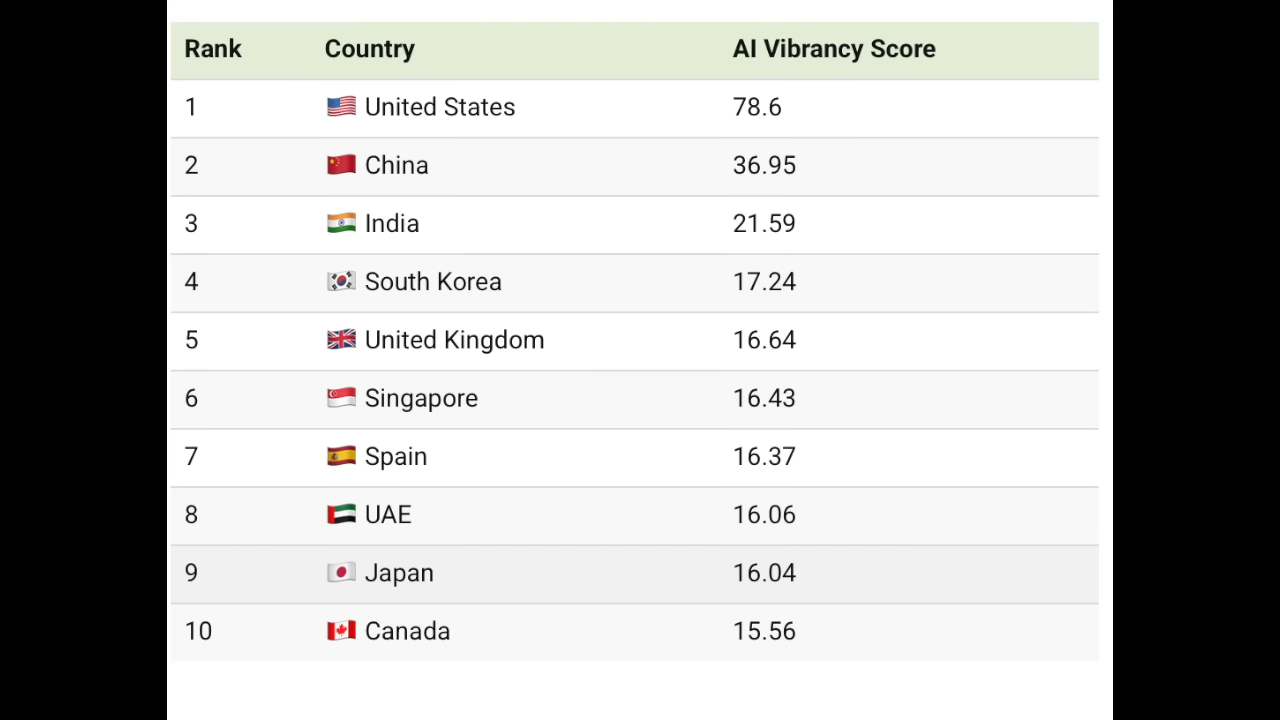 Rank Country AI Vibrancy Score
1 🇺🇸 United States 78.6
2 🇨🇳 China 36.95
3 🇮🇳 India 21.59
4 🇰🇷 South Korea 17.24
5 🇬🇧 United Kingdom 16.64
6 🇸🇬 Singapore 16.43
7 🇪🇸 Spain 16.37
8 🇦🇪 UAE 16.06
9 🇯🇵 Japan 16.04
10 🇨🇦 Canada 15.56